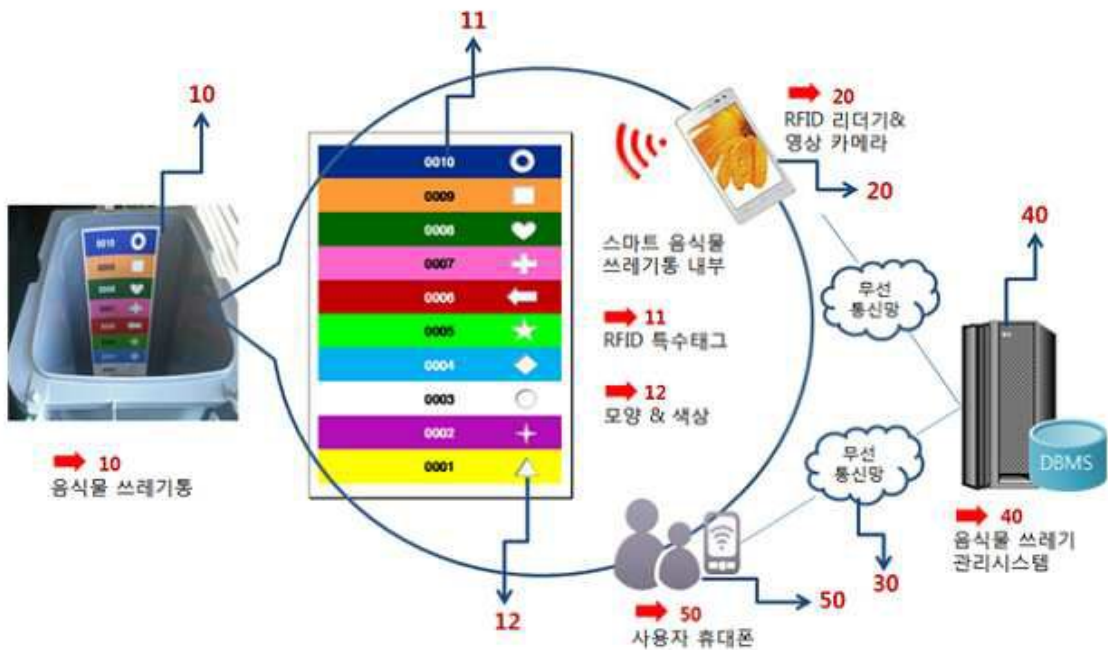 11
10
0010
0009
0008
0007
0006
0005
0004
0003
0002
0001
12
0010
10
음식물 쓰레기통
20
RFID 리더기&
영상 카메라
20
스마트 음식물
쓰레기통 내부
11
RFID 특수태그
12
모양 & 색상
무선
통신망
무선
통신망
30
40
DBMS
40
음식물 쓰레기
관리시스템
50
50
사용자 휴대폰